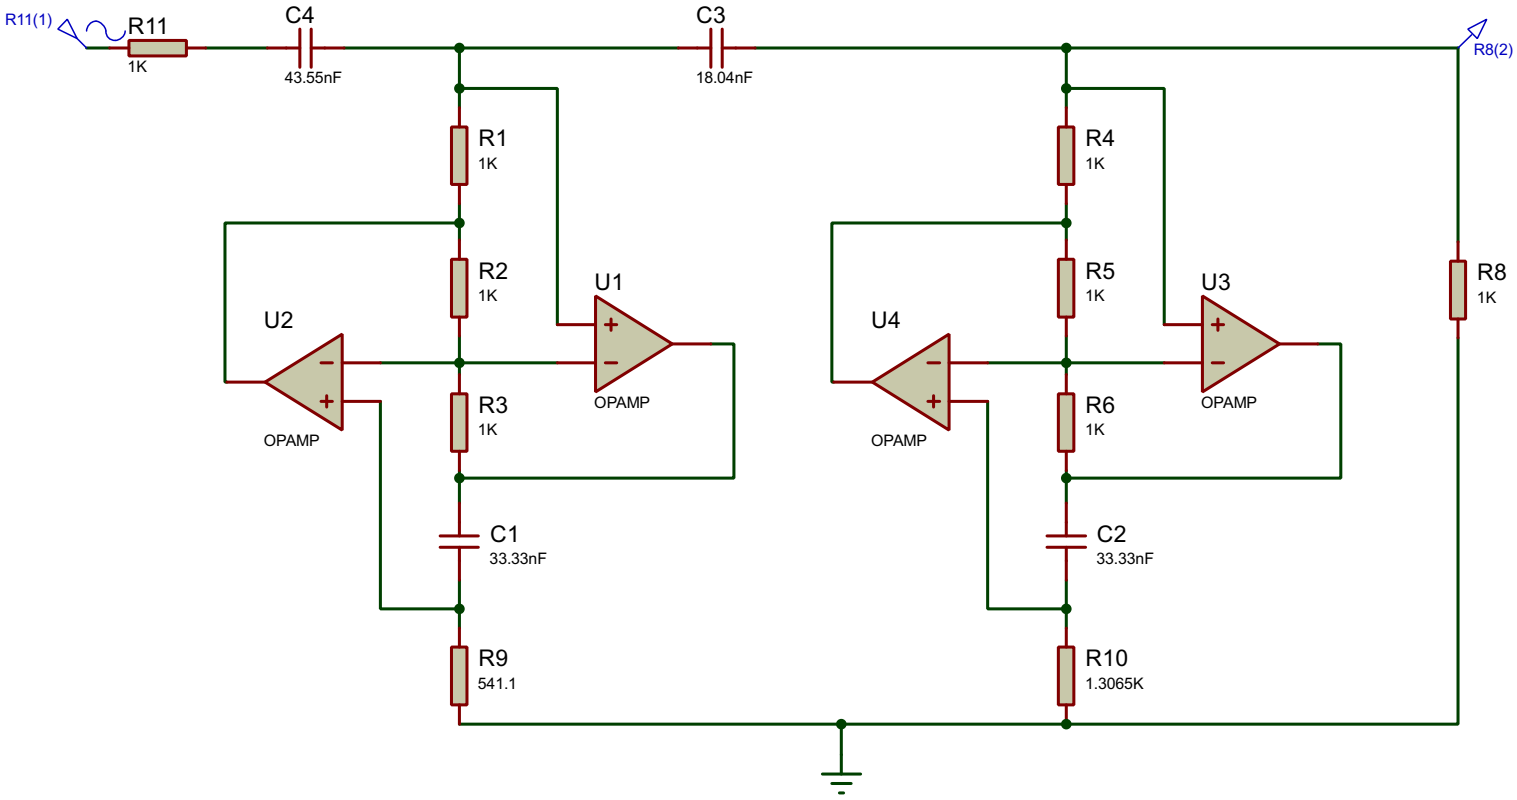 R11(1)
R11
1K
C4
43.55nF
C3
18.04nF
R8(2)
R1
1K
R4
1K
R2
1K
U1
+
−
OPAMP
U2
−
+
OPAMP
R5
1K
U3
+
−
OPAMP
U4
−
+
OPAMP
R8
1K
R3
1K
R6
1K
C1
33.33nF
C2
33.33nF
R9
541.1
R10
1.3065K